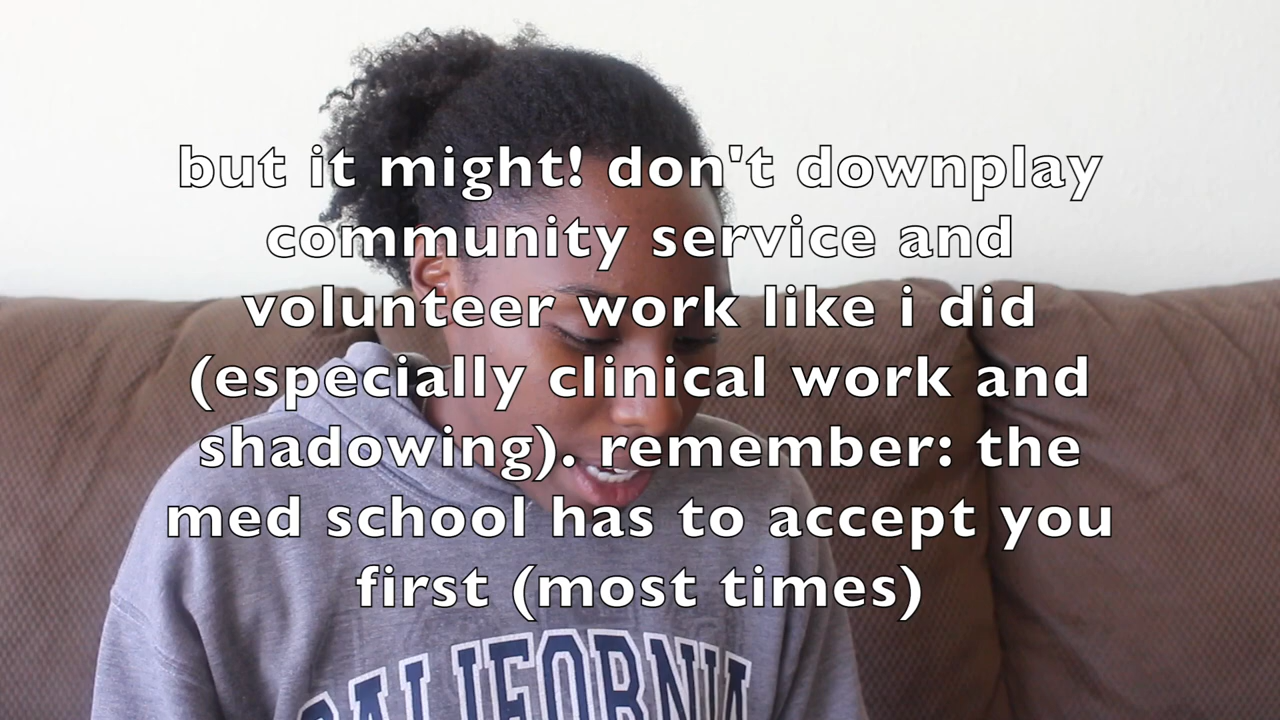 but it might! don't downplay
community service and
volunteer work like i did
(especially clinical work and
shadowing). remember: the
med school has to accept you
first (most times)
CALIFORNIA